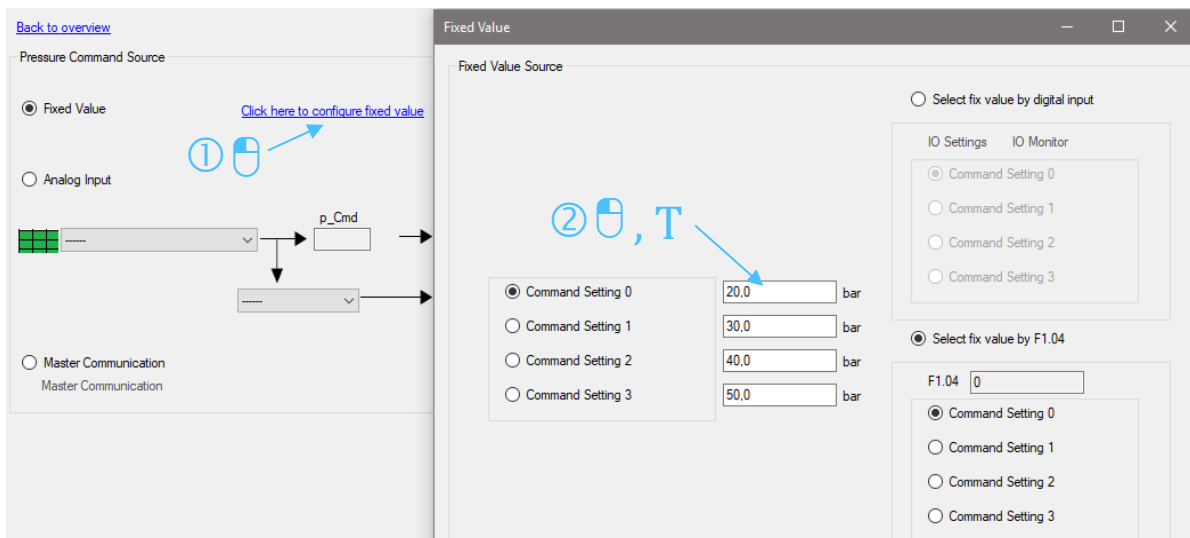 Back to overview
Pressure Command Source
Fixed Value
Click here to configure fixed value
①
Analog Input
p_Cmd
------
------
Master Communication
Master Communication
Fixed Value
Fixed Value Source
② , T
Command Setting 0 20,0 bar
Command Setting 1 30,0 bar
Command Setting 2 40,0 bar
Command Setting 3 50,0 bar
Select fix value by digital input
IO Settings IO Monitor
Command Setting 0
Command Setting 1
Command Setting 2
Command Setting 3
Select fix value by F1.04
F1.04 0
Command Setting 0
Command Setting 1
Command Setting 2
Command Setting 3